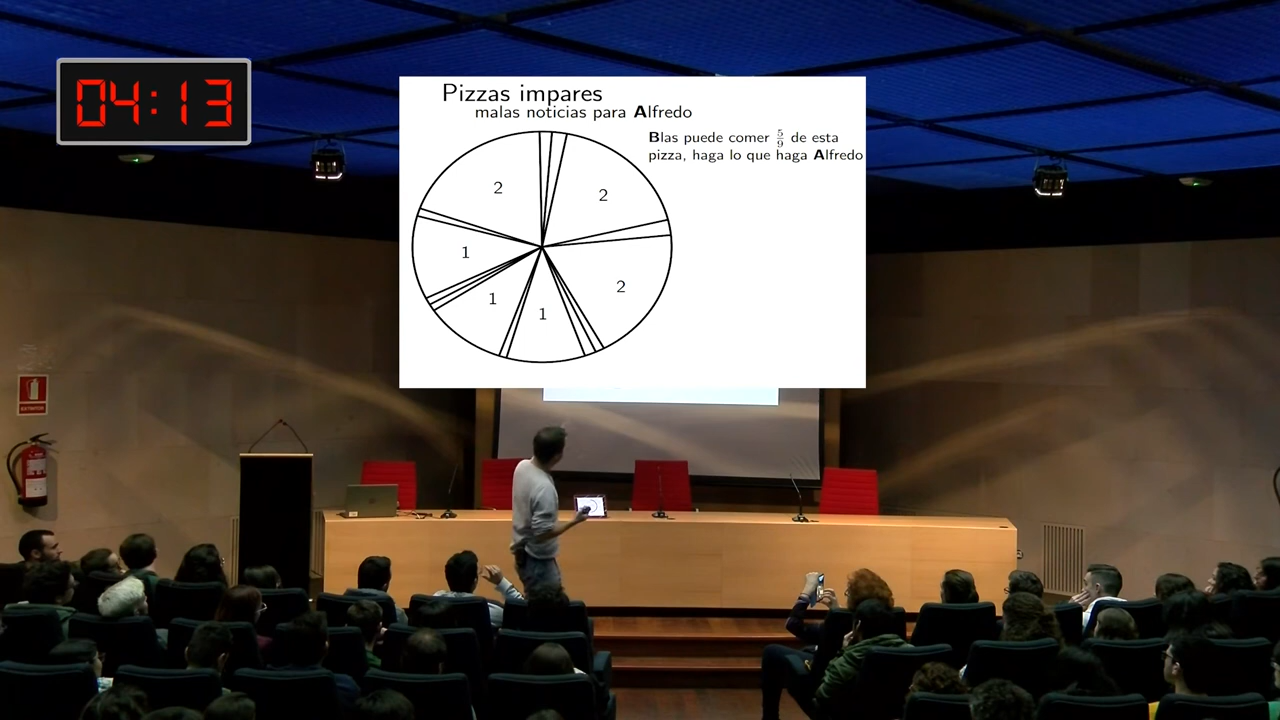 04:13
Pizzas impares
malas noticias para Alfredo
Blas puede comer 5/9 de esta
pizza, haga lo que haga Alfredo
2
2
1
2
1
1
EXTINTOR